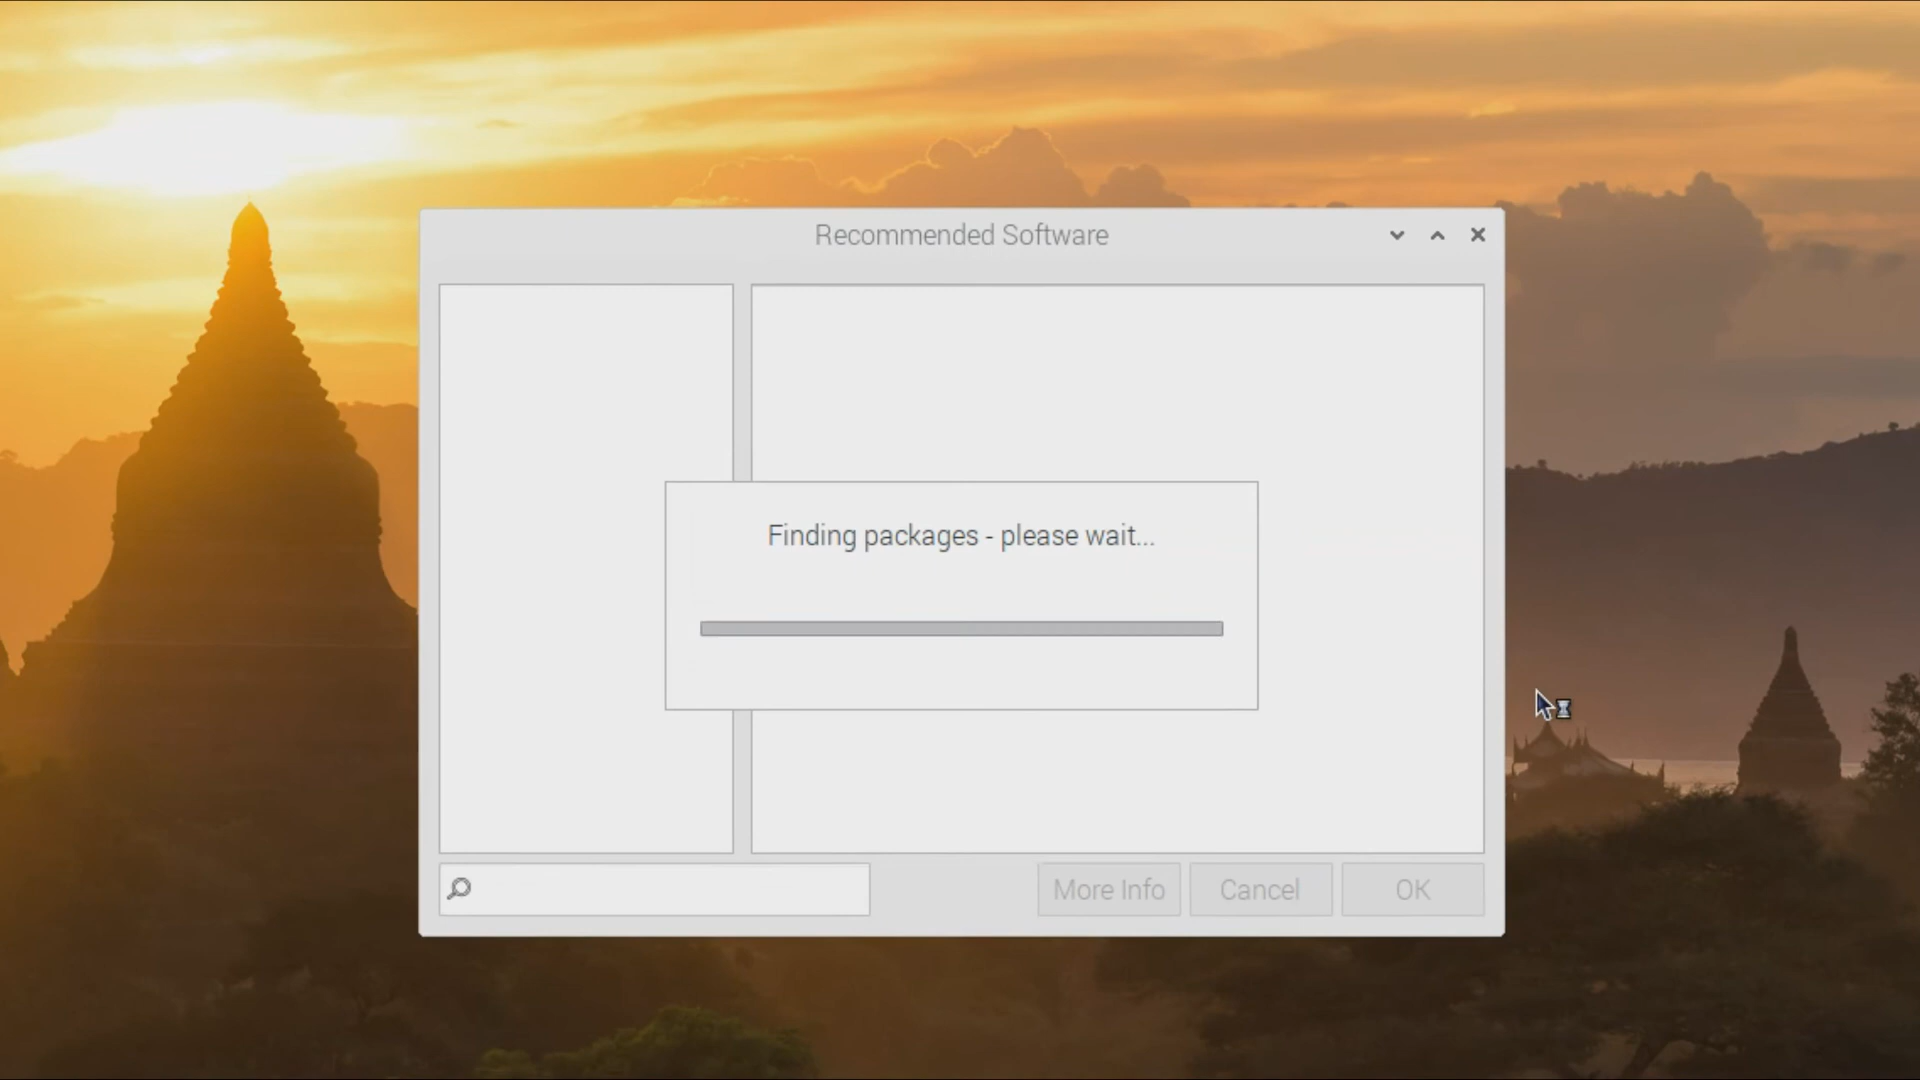 Recommended Software
Finding packages - please wait...
More Info
Cancel
OK